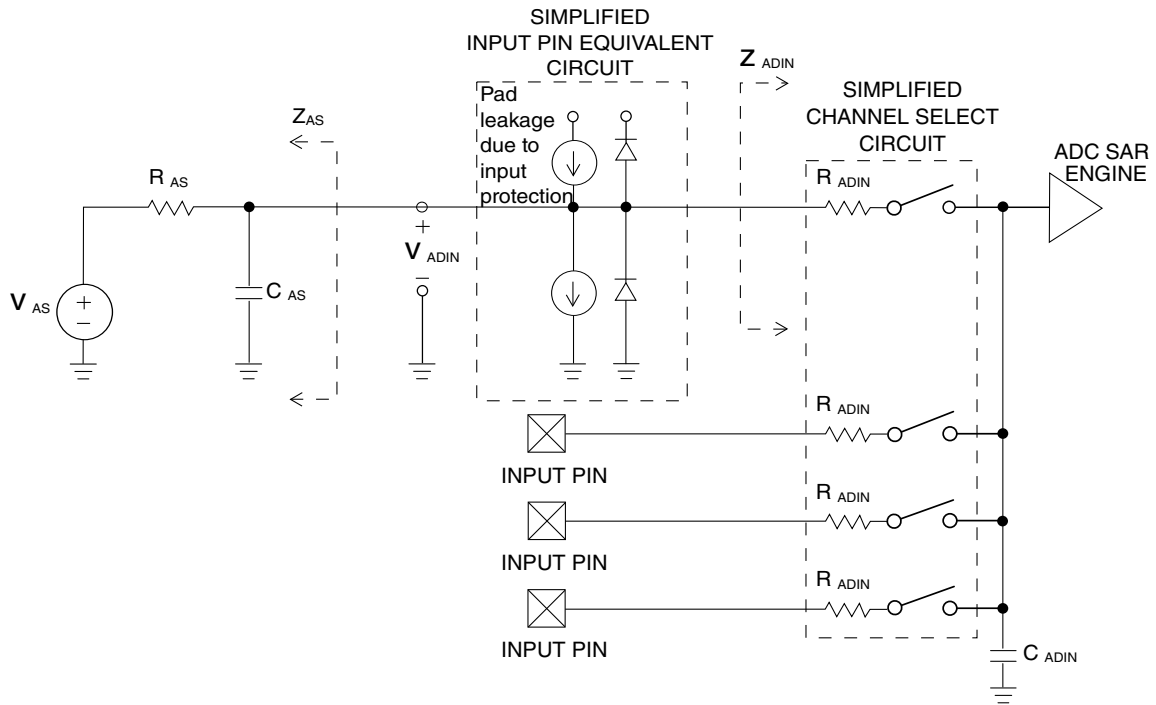 SIMPLIFIED
INPUT PIN EQUIVALENT
CIRCUIT
Pad
leakage
due to
input
protection
Z ADIN
SIMPLIFIED
CHANNEL SELECT
CIRCUIT
ADC SAR
ENGINE
ZAS
R AS
R ADIN
+
V ADIN
−
V AS
+
−
C AS
R ADIN
INPUT PIN
R ADIN
INPUT PIN
R ADIN
INPUT PIN
C ADIN